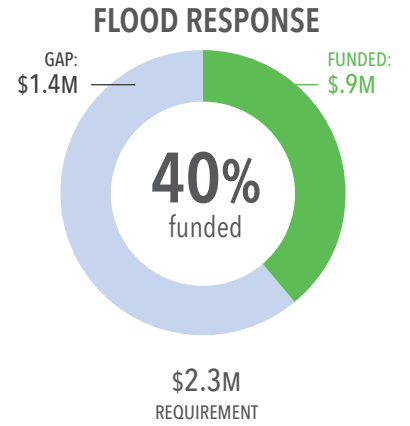 FLOOD RESPONSE
GAP:
$1.4M
FUNDED:
$.9M
40%
funded
$2.3M
REQUIREMENT